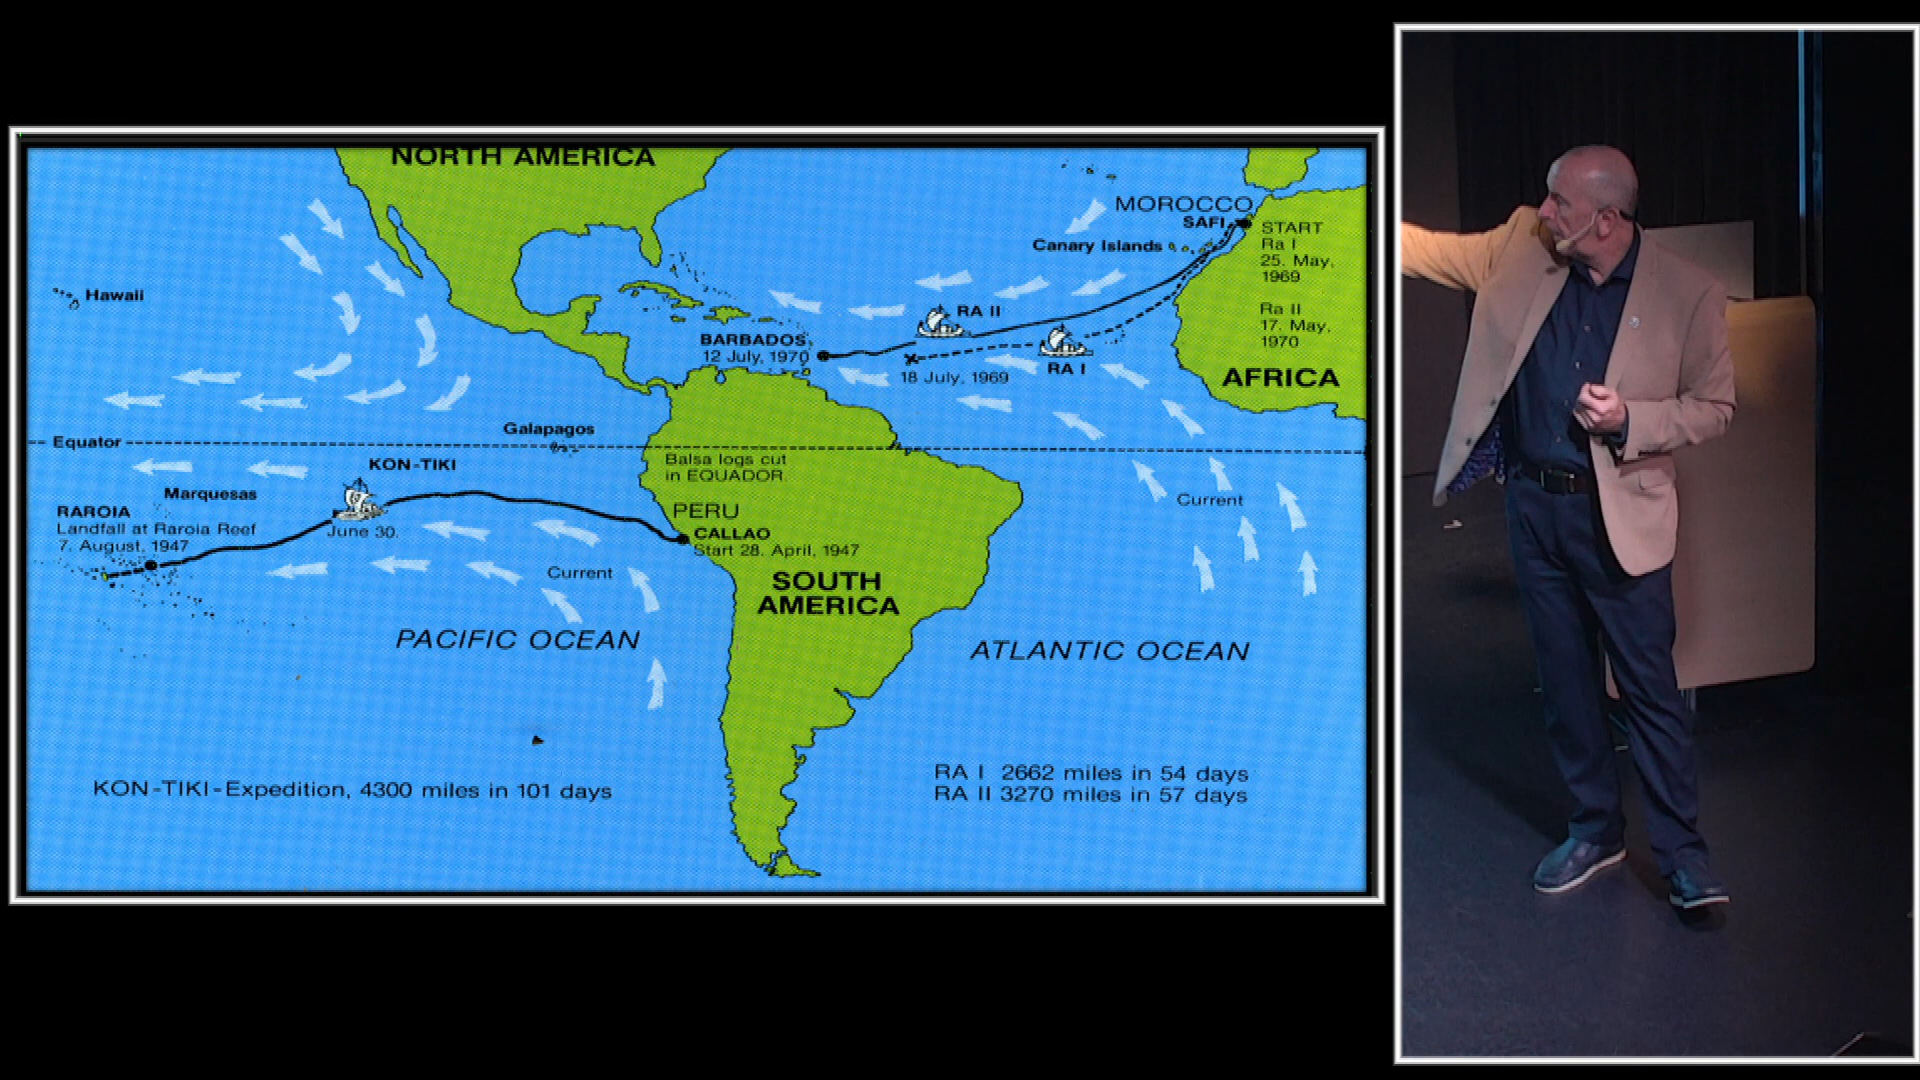 NORTH AMERICA
MOROCCO
SAFI
START
Ra I
25. May,
1969
Canary Islands
Hawaii
RA II
Ra II
17. May,
1970
BARBADOS
12 July, 1970
RA I
18 July, 1969
AFRICA
Galapagos
Equator
KON-TIKI
Balsa logs cut
in EQUADOR
Marquesas
RAROIA
Landfall at Raroia Reef
7. August, 1947
June 30.
PERU
CALLAO
Start 28. April, 1947
Current
Current
SOUTH
AMERICA
PACIFIC OCEAN
ATLANTIC OCEAN
KON-TIKI-Expedition, 4300 miles in 101 days
RA I 2662 miles in 54 days
RA II 3270 miles in 57 days